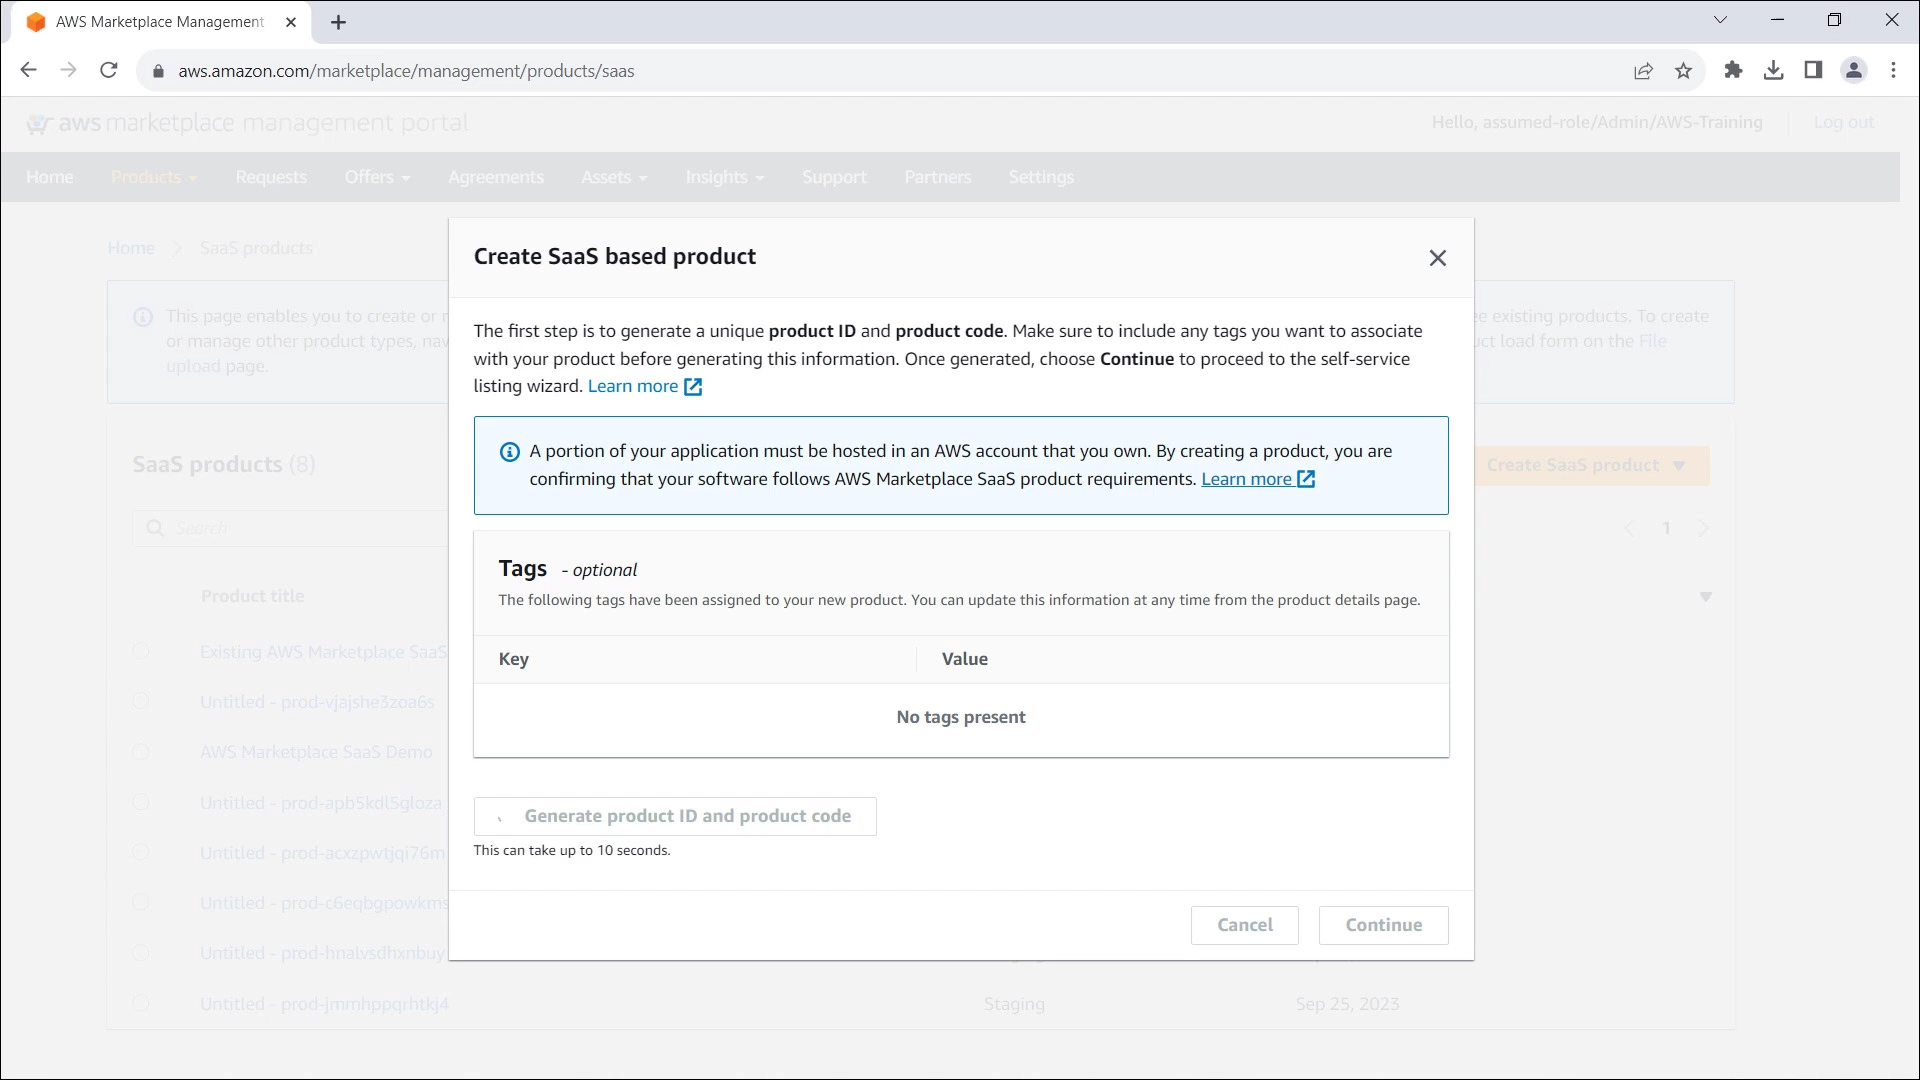 AWS Marketplace Management
aws.amazon.com/marketplace/management/products/saas
aws marketplace management portal
Hello, assumed-role/Admin/AWS-Training
Log out
Home
Products
Requests
Offers
Agreements
Assets
Insights
Support
Partners
Settings
Home
SaaS products
This page enables you to create or
existing products. To create
or manage other product types,
load form on the File
upload page.
SaaS products (8)
Create SaaS product
Search
1
Product title
Existing AWS Marketplace SaaS
Untitled - prod-vjajshe3zoa6s
AWS Marketplace SaaS Demo
Untitled - prod-apb5kdl5gloza
Untitled - prod-acxzpwtjqi76m
Untitled - prod-c6eqbgpowkms
Untitled - prod-hnalvsdhxnbuy
Untitled - prod-jmmhppqrhtkj4
Staging
Sep 25, 2023
Create SaaS based product
The first step is to generate a unique product ID and product code. Make sure to include any tags you want to associate
with your product before generating this information. Once generated, choose Continue to proceed to the self-service
listing wizard. Learn more
A portion of your application must be hosted in an AWS account that you own. By creating a product, you are
confirming that your software follows AWS Marketplace SaaS product requirements. Learn more
Tags - optional
The following tags have been assigned to your new product. You can update this information at any time from the product details page.
Key
Value
No tags present
Generate product ID and product code
This can take up to 10 seconds.
Cancel
Continue